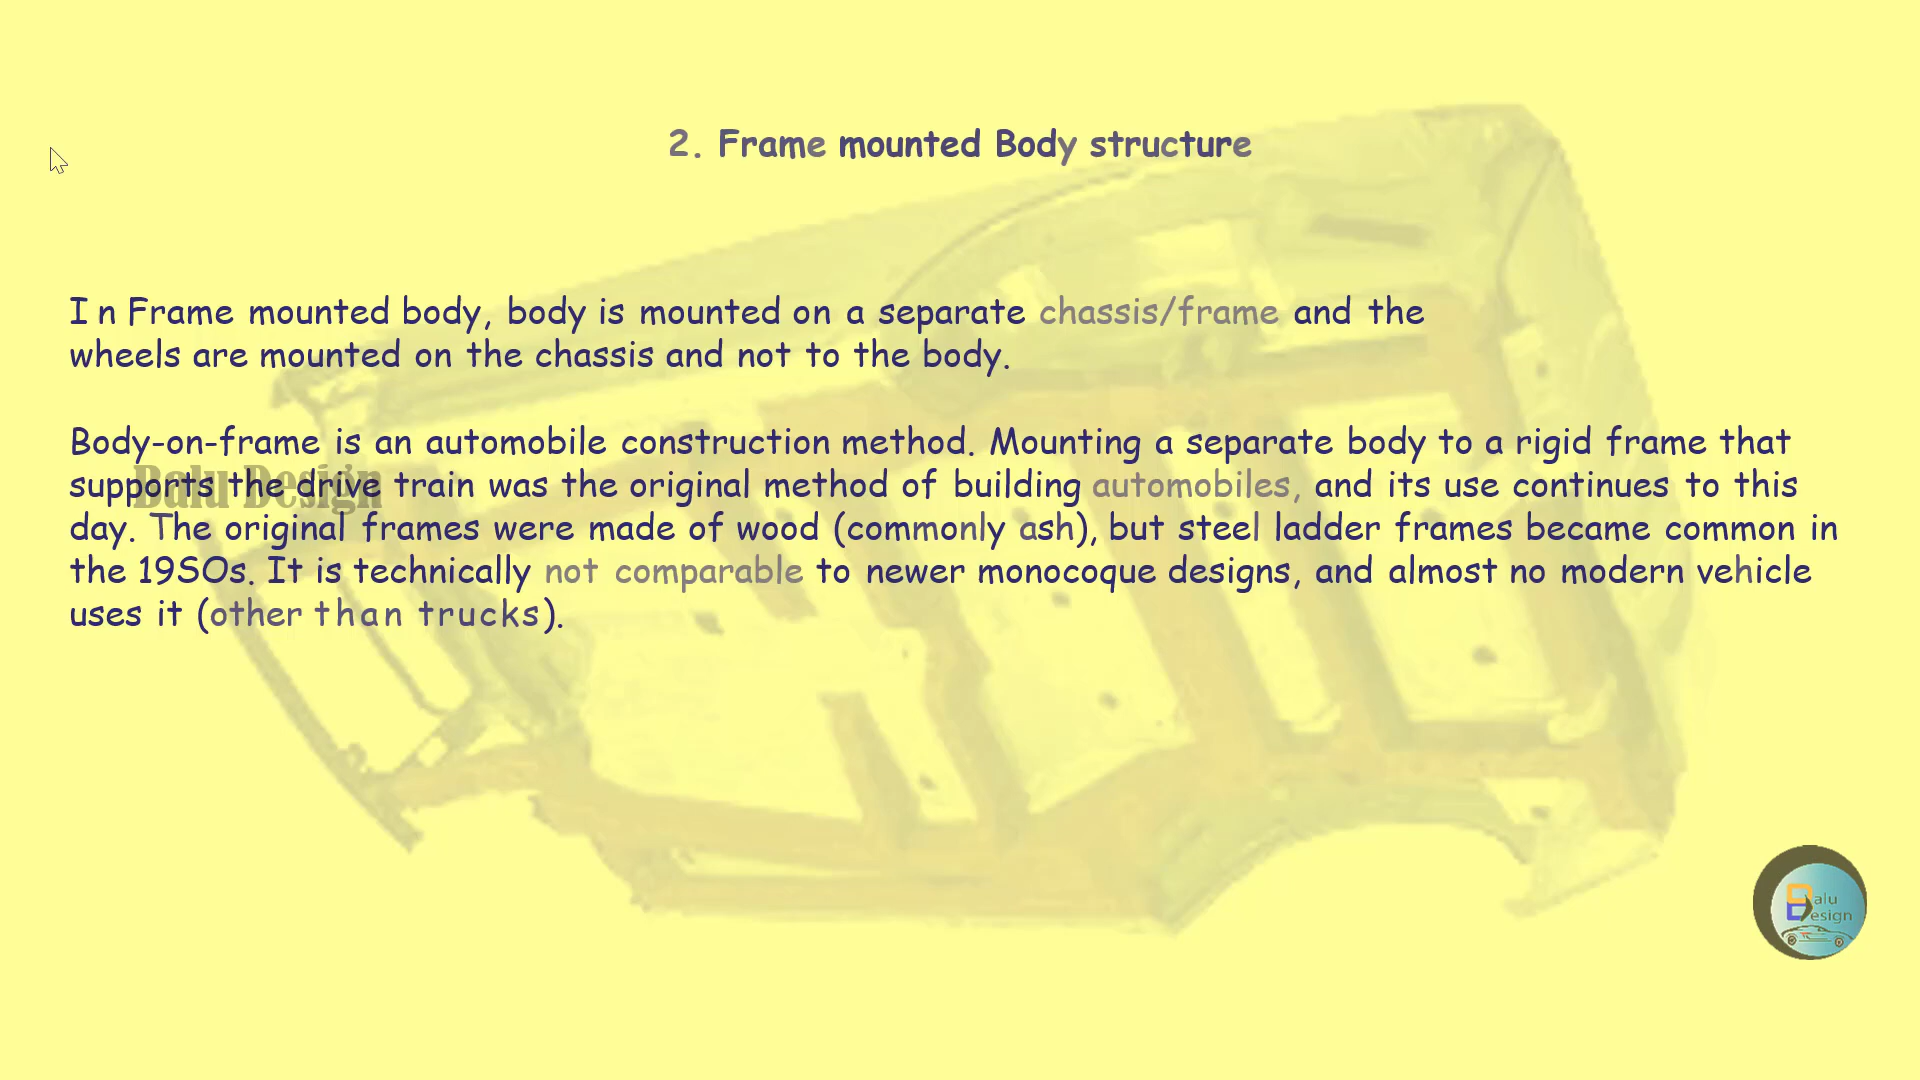 2. Frame mounted Body structure
I n Frame mounted body, body is mounted on a separate chassis/frame and the
wheels are mounted on the chassis and not to the body.
Body-on-frame is an automobile construction method. Mounting a separate body to a rigid frame that
supports the drive train was the original method of building automobiles, and its use continues to this
Balu Design
day. The original frames were made of wood (commonly ash), but steel ladder frames became common in
the 19SOs. It is technically not comparable to newer monocoque designs, and almost no modern vehicle
uses it (other than trucks).
Balu
Design